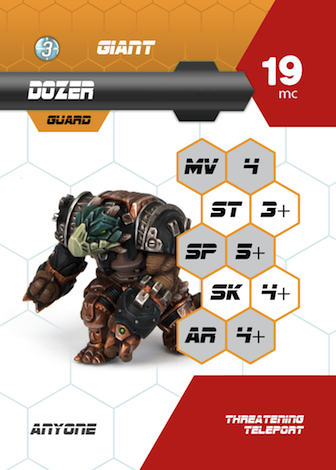 3 GIANT
19
mc
DOZER
GUARD
MV 4
ST 3+
SP 5+
SK 4+
AR 4+
ANYONE
THREATENING
TELEPORT